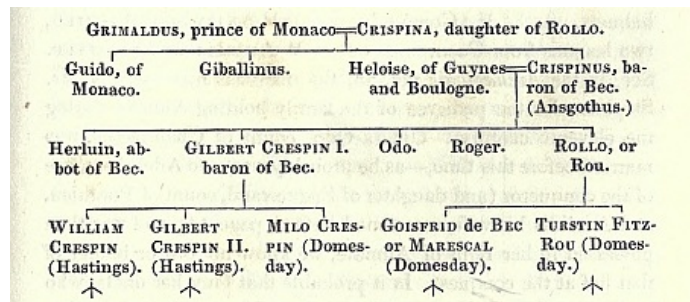 GRIMALDUS, prince of Monaco=CRISPINA, daughter of ROLLO.
Guido, of Monaco.
Giballinus.
Heloise, of Guynes and Boulogne.=CRISPINUS, baron of Bec. (Ansgothus.)
Herluin, abbot of Bec.
GILBERT CRESPIN I. baron of Bec.
Odo.
Roger.
ROLLO, or Rou.
WILLIAM CRESPIN (Hastings).
GILBERT CRESPIN II. (Hastings).
MILO CRESPIN (Domesday).
GOISFRID de BEC or MARESCAL (Domesday).
TURSTIN FITZ-ROU (Domesday.)